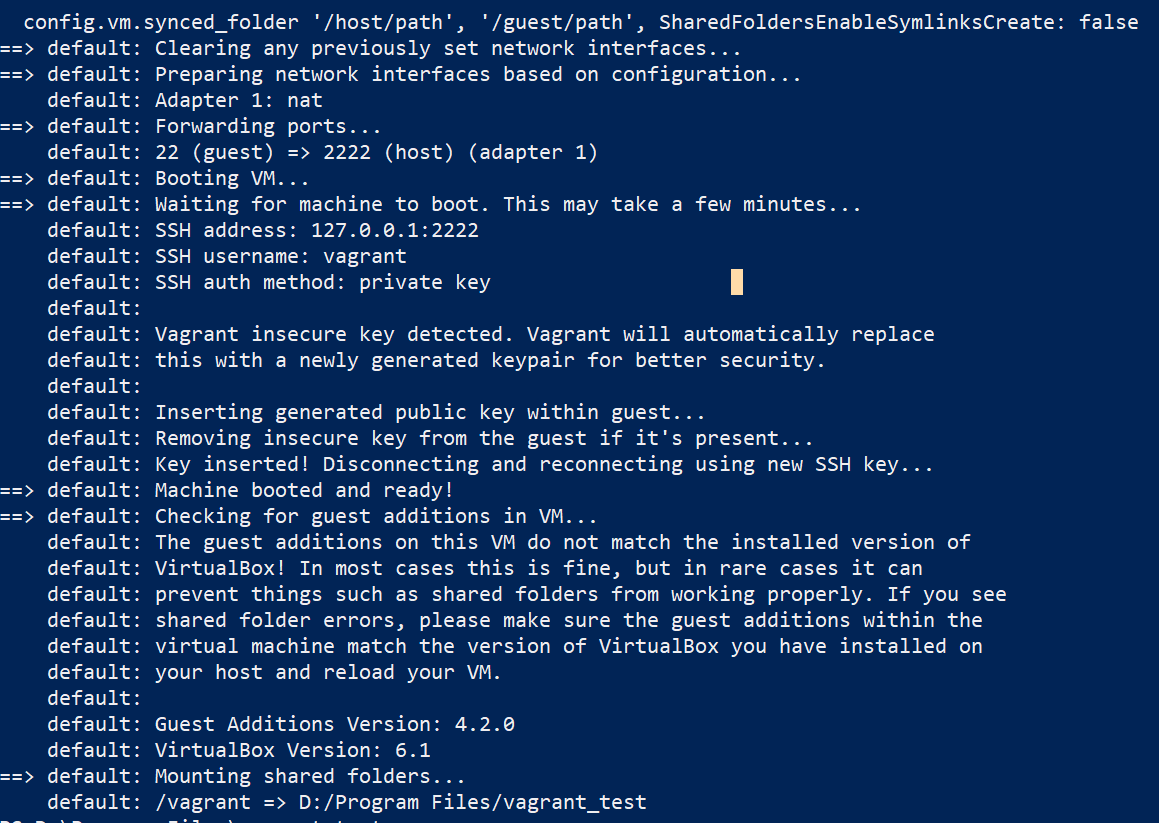 config.vm.synced_folder '/host/path', '/guest/path', SharedFoldersEnableSymlinksCreate: false
==> default: Clearing any previously set network interfaces...
==> default: Preparing network interfaces based on configuration...
default: Adapter 1: nat
==> default: Forwarding ports...
default: 22 (guest) => 2222 (host) (adapter 1)
==> default: Booting VM...
==> default: Waiting for machine to boot. This may take a few minutes...
default: SSH address: 127.0.0.1:2222
default: SSH username: vagrant
default: SSH auth method: private key
default:
default: Vagrant insecure key detected. Vagrant will automatically replace
default: this with a newly generated keypair for better security.
default:
default: Inserting generated public key within guest...
default: Removing insecure key from the guest if it's present...
default: Key inserted! Disconnecting and reconnecting using new SSH key...
==> default: Machine booted and ready!
==> default: Checking for guest additions in VM...
default: The guest additions on this VM do not match the installed version of
default: VirtualBox! In most cases this is fine, but in rare cases it can
default: prevent things such as shared folders from working properly. If you see
default: shared folder errors, please make sure the guest additions within the
default: virtual machine match the version of VirtualBox you have installed on
default: your host and reload your VM.
default:
default: Guest Additions Version: 4.2.0
default: VirtualBox Version: 6.1
==> default: Mounting shared folders...
default: /vagrant => D:/Program Files/vagrant_test